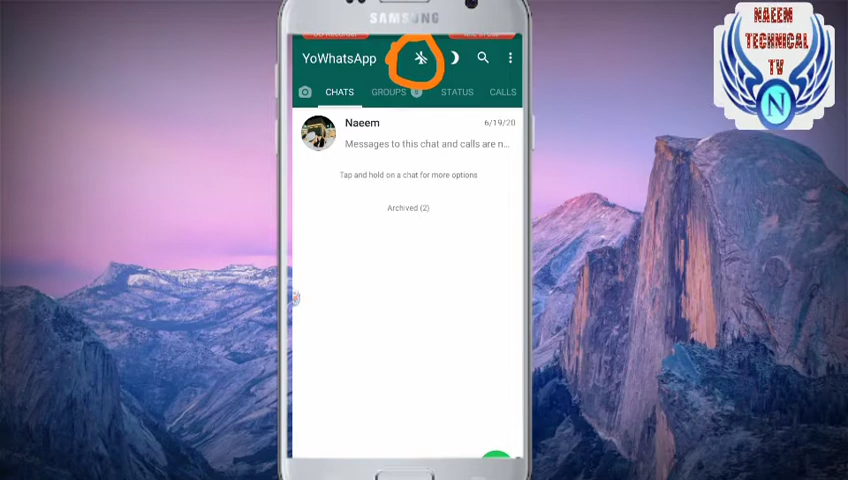 SAMSUNG
NAEEM
TECHNICAL
TV
N
YoWhatsApp
CHATS GROUPS STATUS CALLS
Naeem 6/19/20
Messages to this chat and calls are n...
Tap and hold on a chat for more options
Archived (2)